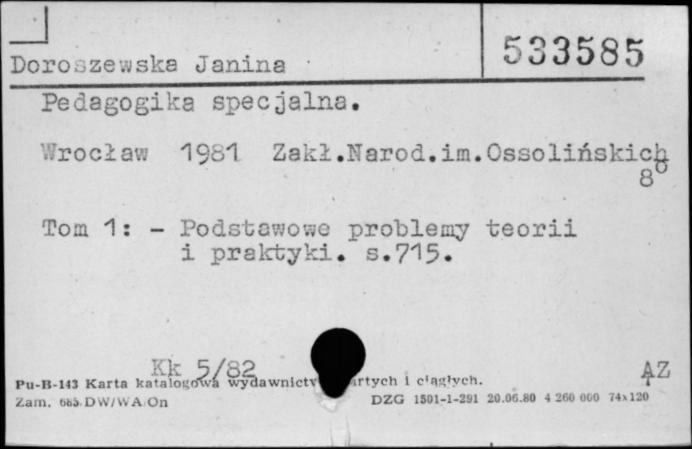 533585
Doroszewska Janina
Pedagogika specjalna.
Wrocław 1981 Zakł.Narod.im.Ossolińskich
8°
Tom 1: - Podstawowe problemy teorii
i praktyki. s.715.
Kk 5/82
AZ
Pu-B-143 Karta katalogowa wydawnictw artych i ciągłych.
Zam. 685 DW/WA/On DZG 1501-1-291 20.06.80 4 260 000 74x120